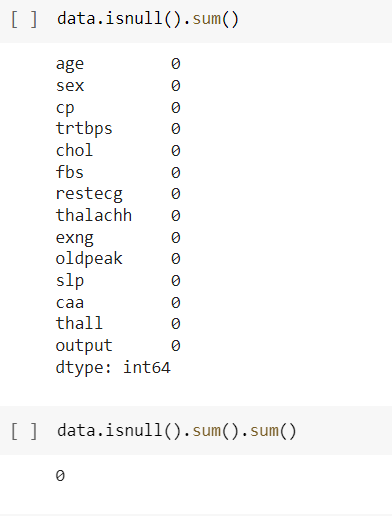 [ ] data.isnull().sum()
age 0
sex 0
cp 0
trtbps 0
chol 0
fbs 0
restecg 0
thalachh 0
exng 0
oldpeak 0
slp 0
caa 0
thall 0
output 0
dtype: int64
[ ] data.isnull().sum().sum()
0